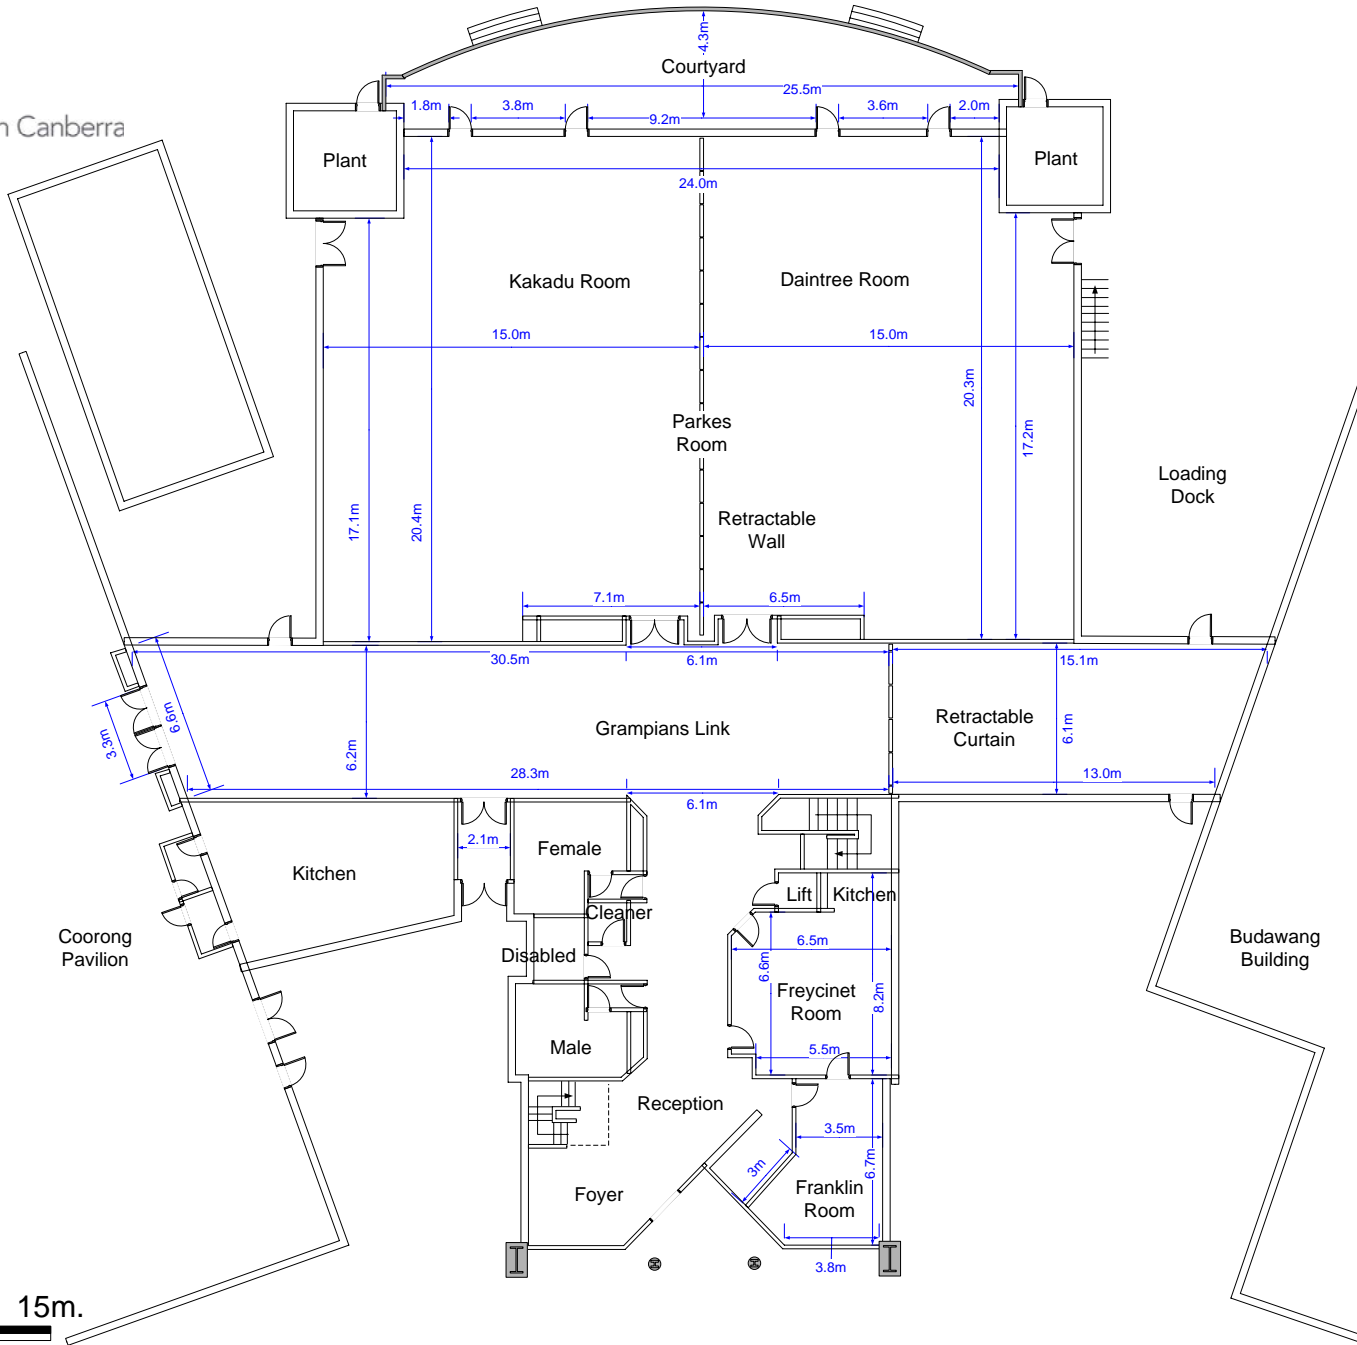 4.3m
Courtyard
25.5m
1.8m
3.8m
9.2m
3.6m
2.0m
n Canberra
Plant
Plant
24.0m
Kakadu Room
Daintree Room
15.0m
15.0m
20.3m
Parkes
Room
17.2m
Loading
Dock
17.1m
20.4m
Retractable
Wall
7.1m
6.5m
30.5m
6.1m
15.1m
6.6m
3.3m
6.2m
Grampians Link
Retractable
Curtain
6.1m
28.3m
6.1m
13.0m
2.1m
Female
Kitchen
Lift
Kitchen
Cleaner
Coorong
Pavilion
Disabled
6.5m
6.6m
8.2m
Freycinet
Room
Budawang
Building
Male
5.5m
Reception
3.5m
6.7m
3m
Foyer
Franklin
Room
3.8m
15m.